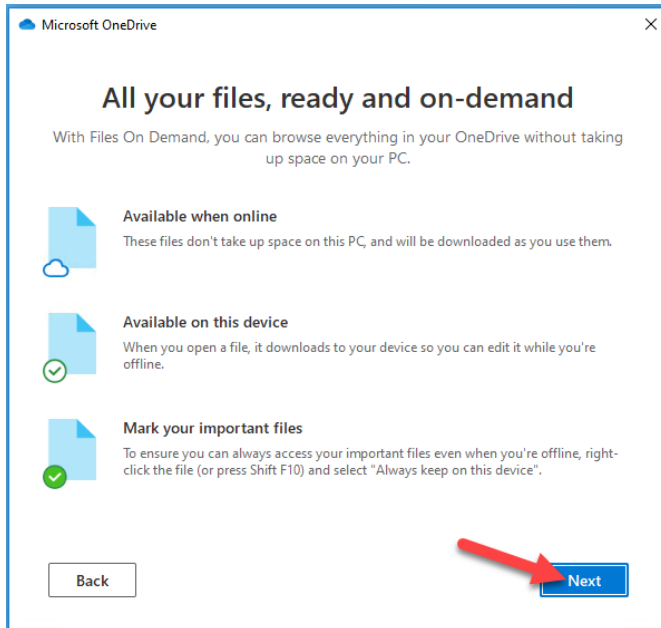 Microsoft OneDrive
All your files, ready and on-demand
With Files On Demand, you can browse everything in your OneDrive without taking
up space on your PC.
Available when online
These files don't take up space on this PC, and will be downloaded as you use them.
Available on this device
When you open a file, it downloads to your device so you can edit it while you're
offline.
Mark your important files
To ensure you can always access your important files even when you're offline, right-
click the file (or press Shift F10) and select "Always keep on this device".
Back
Next